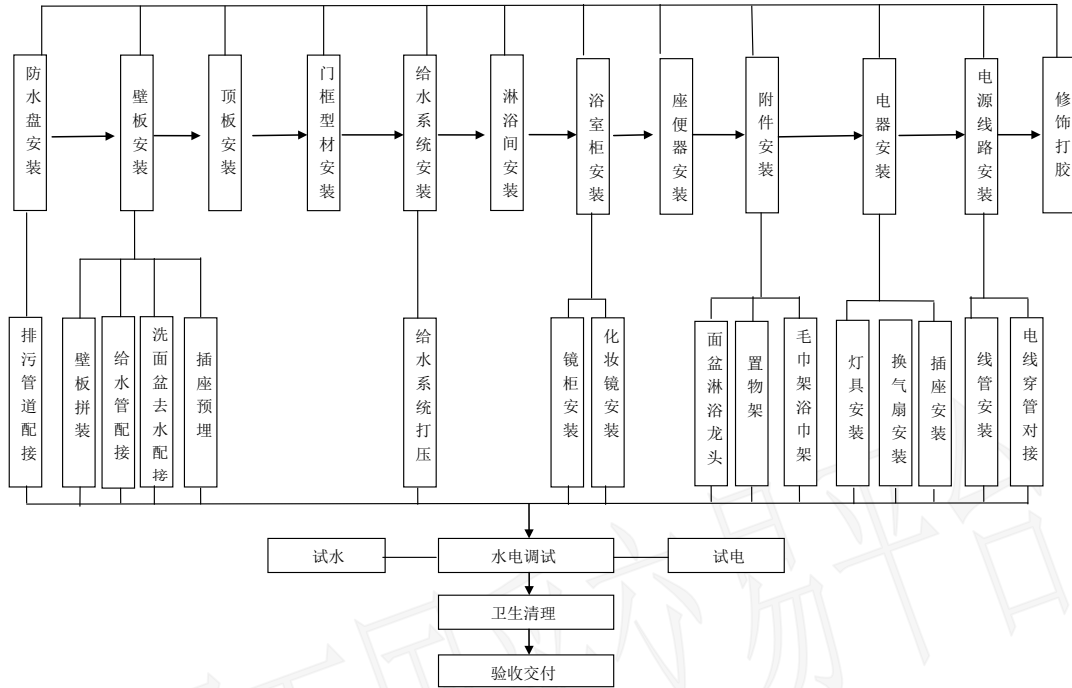 防水盘安装
壁板安装
顶板安装
门框型材安装
给水系统安装
淋浴间安装
浴室柜安装
座便器安装
附件安装
电器安装
电源线路安装
修饰打胶
排污管道配接
壁板拼装
给水管配接
洗面盆去水配接
插座预埋
给水系统打压
镜柜安装
化妆镜安装
面盆淋浴龙头
置物架
毛巾架浴巾架
灯具安装
换气扇安装
插座安装
线管安装
电线穿管对接
试水
水电调试
试电
卫生清理
验收交付
交易平台